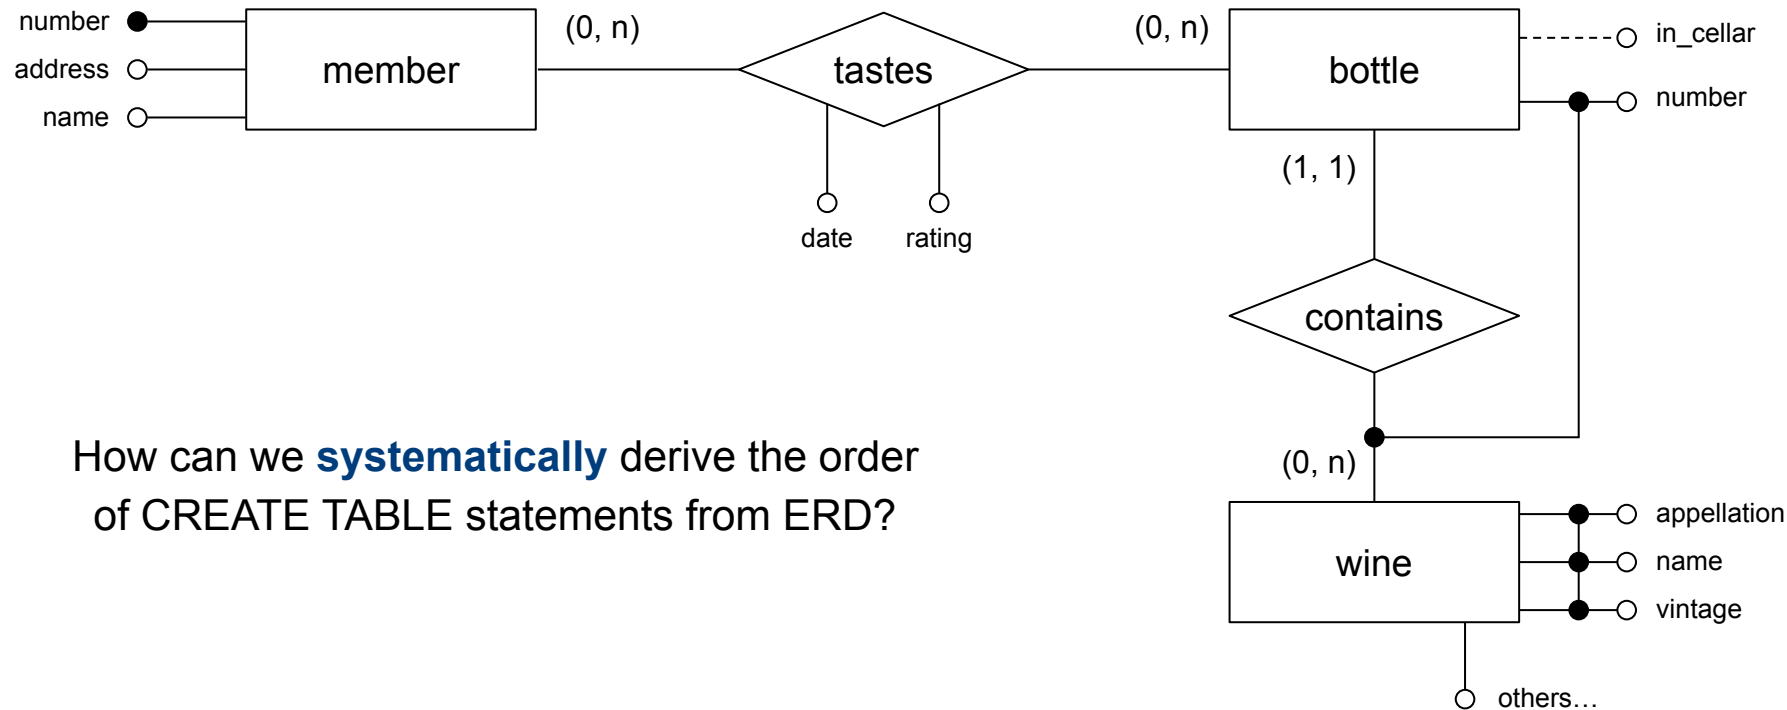 number
address
name
member
(0, n)
tastes
date
rating
(0, n)
bottle
in_cellar
number
(1, 1)
contains
(0, n)
wine
appellation
name
vintage
others…
How can we systematically derive the order
of CREATE TABLE statements from ERD?